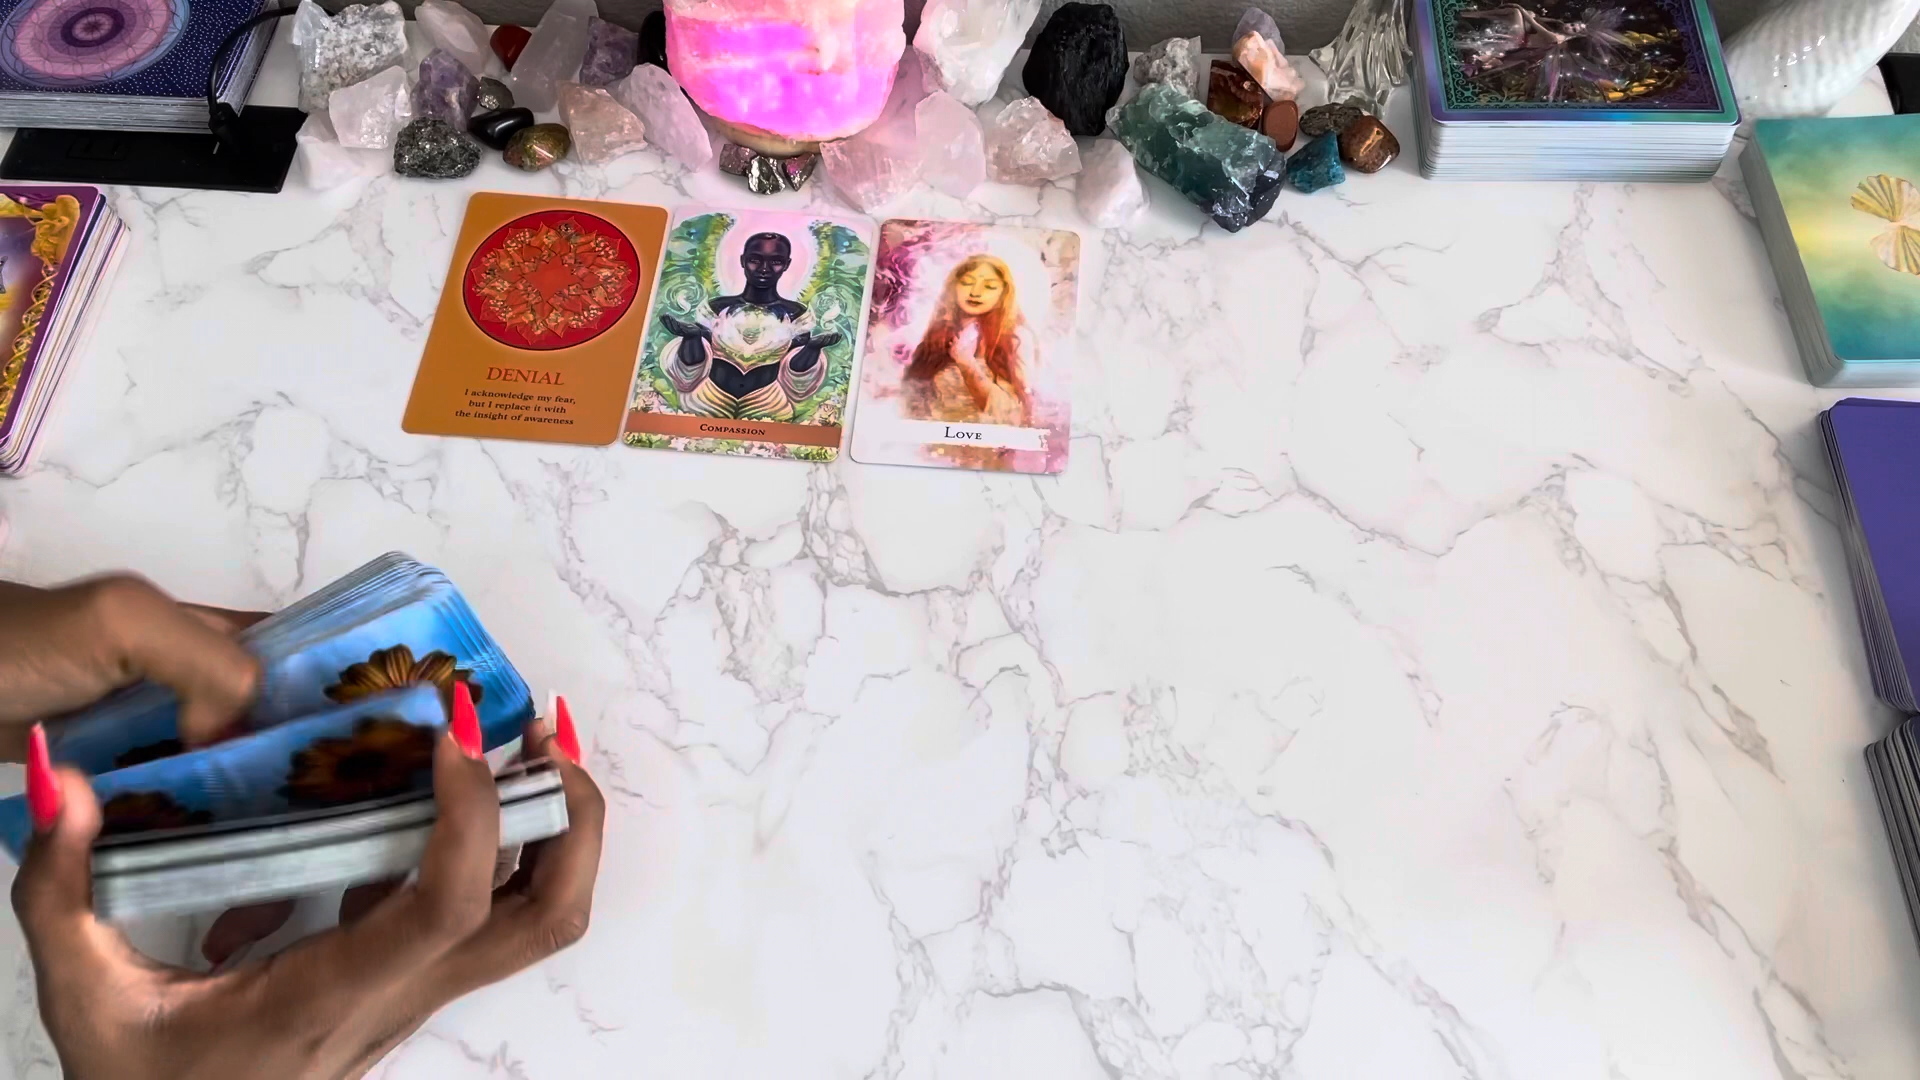 DENIAL
I acknowledge my fear,
but I replace it with
the insight of awareness
COMPASSION
LOVE